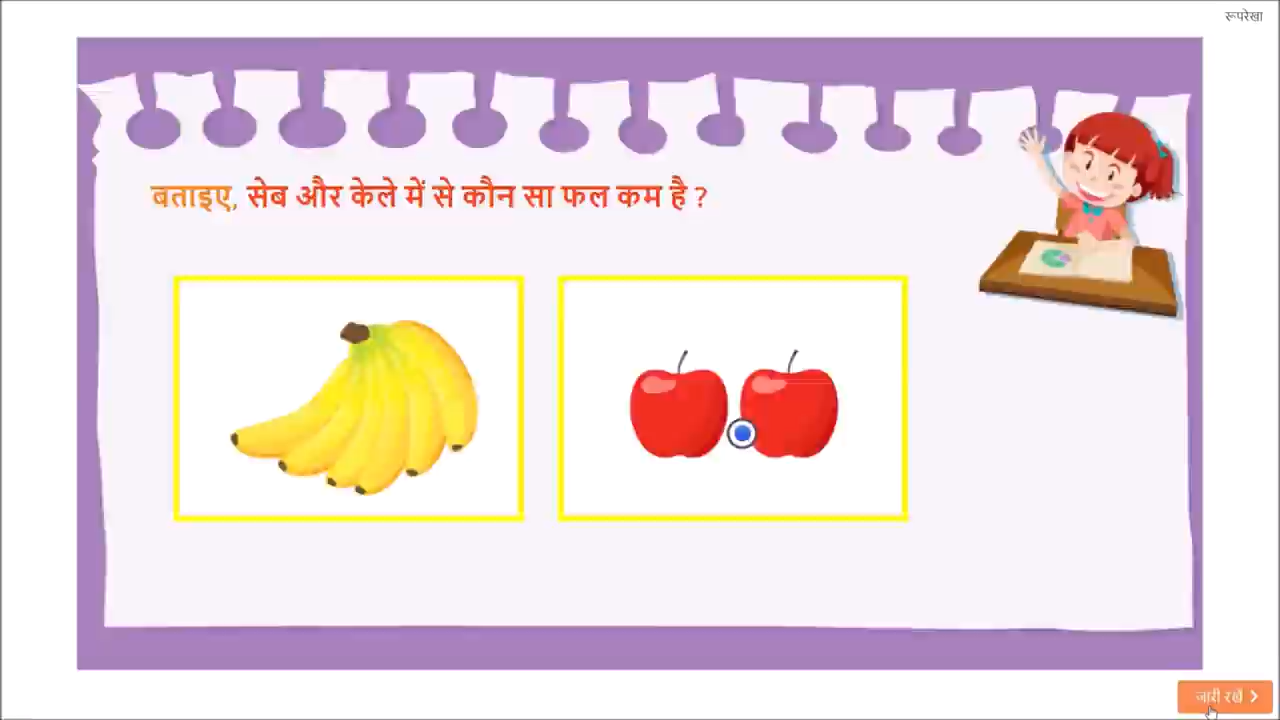 रूपरेखा
बताइए, सेब और केले में से कौन सा फल कम है ?
जारी रखें